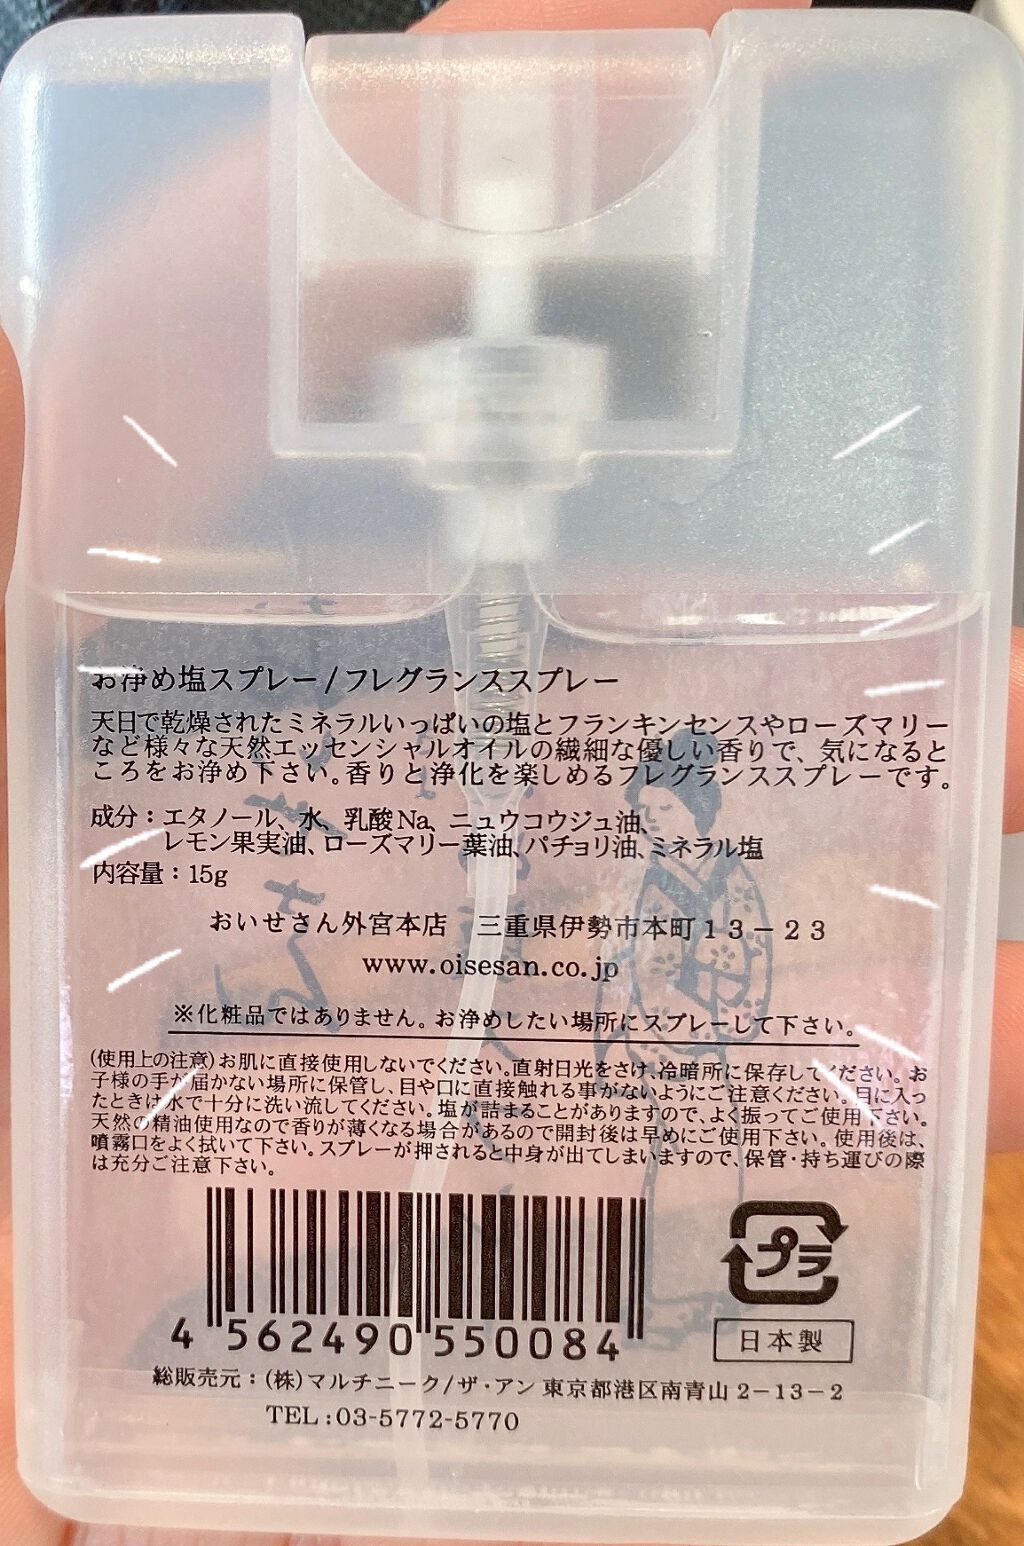 お浄め塩スプレー/フレグランススプレー
天日で乾燥されたミネラルいっぱいの塩とフランキンセンスやローズマリー
など様々な天然エッセンシャルオイルの繊細な優しい香りで、気になると
ころをお浄め下さい。香りと浄化を楽しめるフレグランススプレーです。
成分：エタノール、水、乳酸Na、ニュウコウジュ油、
レモン果実油、ローズマリー葉油、パチョリ油、ミネラル塩
内容量：15g
おいせさん外宮本店 三重県伊勢市本町13－23
www.oisesan.co.jp
※化粧品ではありません。お浄めしたい場所にスプレーして下さい。
(使用上の注意)お肌に直接使用しないでください。直射日光をさけ、冷暗所に保存してください。お
子様の手が届かない場所に保管し、目や口に直接触れる事がないようにご注意ください。目に入っ
たときは水で十分に洗い流してください。塩が詰まることがありますので、よく振ってご使用下さい。
天然の精油使用なので香りが薄くなる場合があるので開封後は早めにご使用下さい。使用後は、
噴霧口をよく拭いて下さい。スプレーが押されると中身が出てしまいますので、保管・持ち運びの際
は充分ご注意下さい。
4 562490 550084
プラ
日本製
総販売元：(株)マルチニーク/ザ・アン 東京都港区南青山2－13－2
TEL:03-5772-5770